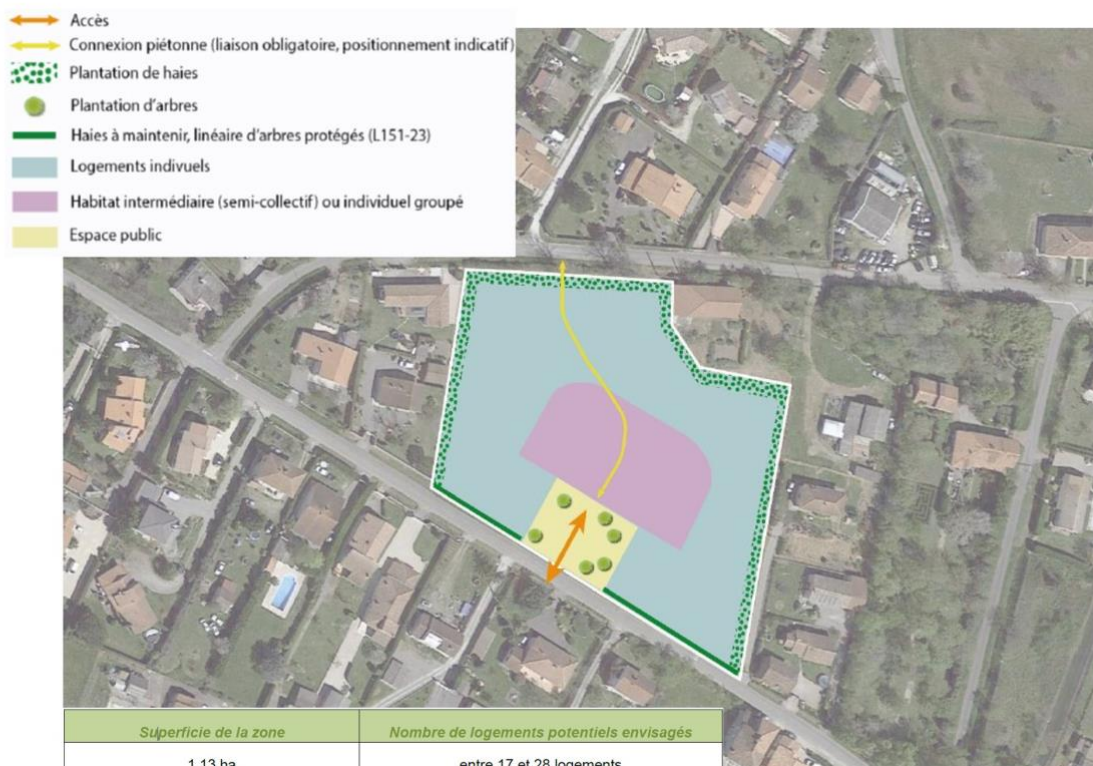 Accès
Connexion piétonne (liaison obligatoire, positionnement indicatif)
Plantation de haies
Plantation d'arbres
Haies à maintenir, linéaire d'arbres protégés (L151-23)
Logements indivuels
Habitat intermédiaire (semi-collectif) ou individuel groupé
Espace public
Superficie de la zone
Nombre de logements potentiels envisagés
1,13 ha
entre 17 et 28 logements